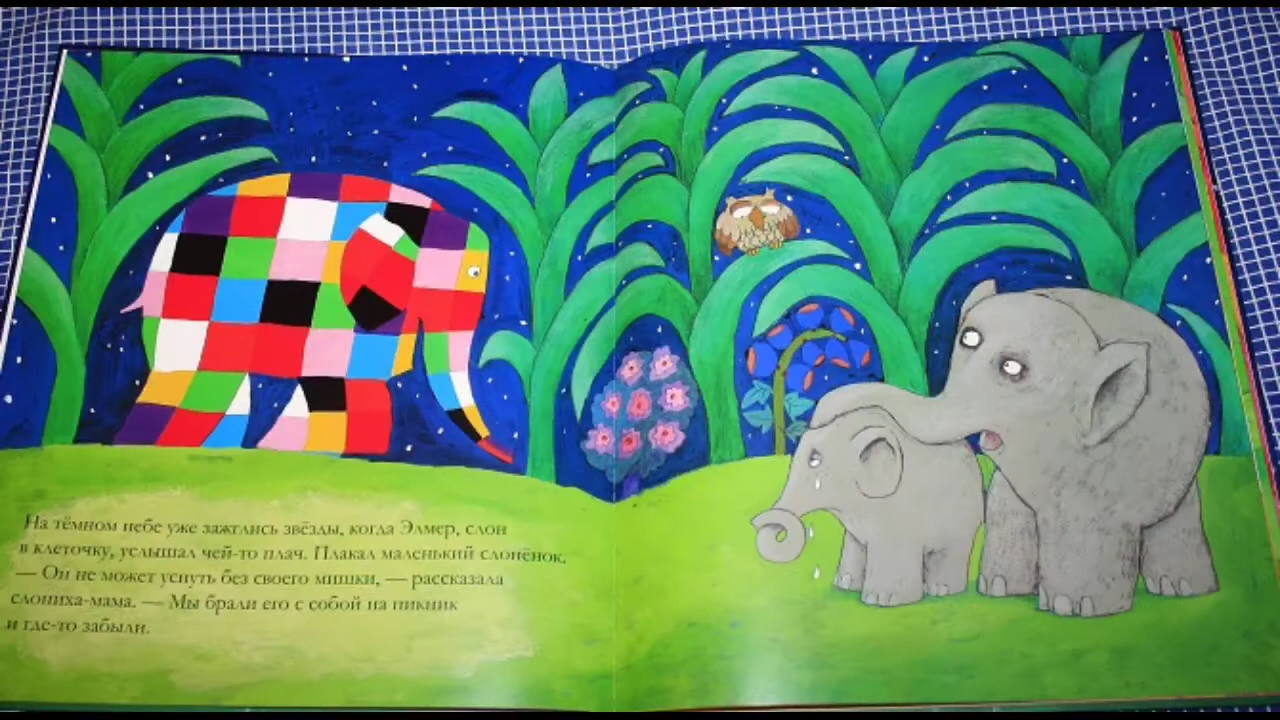 На тёмном небе уже зажглись звёзды, когда Элмер, слон
в клеточку, услышал чей-то плач. Плакал маленький слонёнок.
— Он не может уснуть без своего мишки, — рассказала
слониха-мама. — Мы брали его с собой на пикник
и где-то забыли.